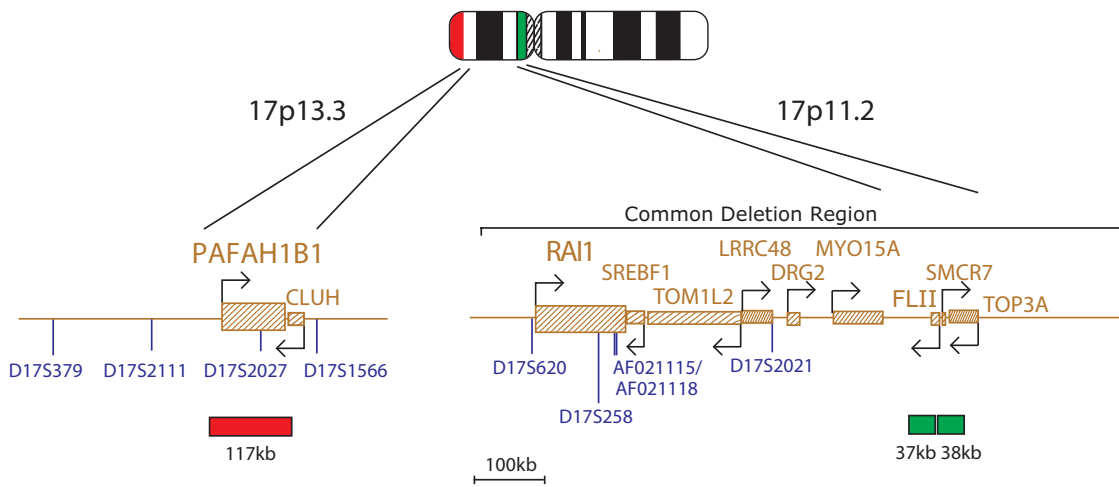 17p13.3
17p11.2
Common Deletion Region
PAFAH1B1
CLUH
RAI1
SREBF1
TOM1L2
LRRC48
DRG2
MYO15A
FLII
SMCR7
TOP3A
D17S379
D17S2111
D17S2027
D17S1566
D17S620
D17S258
AF021115/
AF021118
D17S2021
117kb
37kb 38kb
100kb